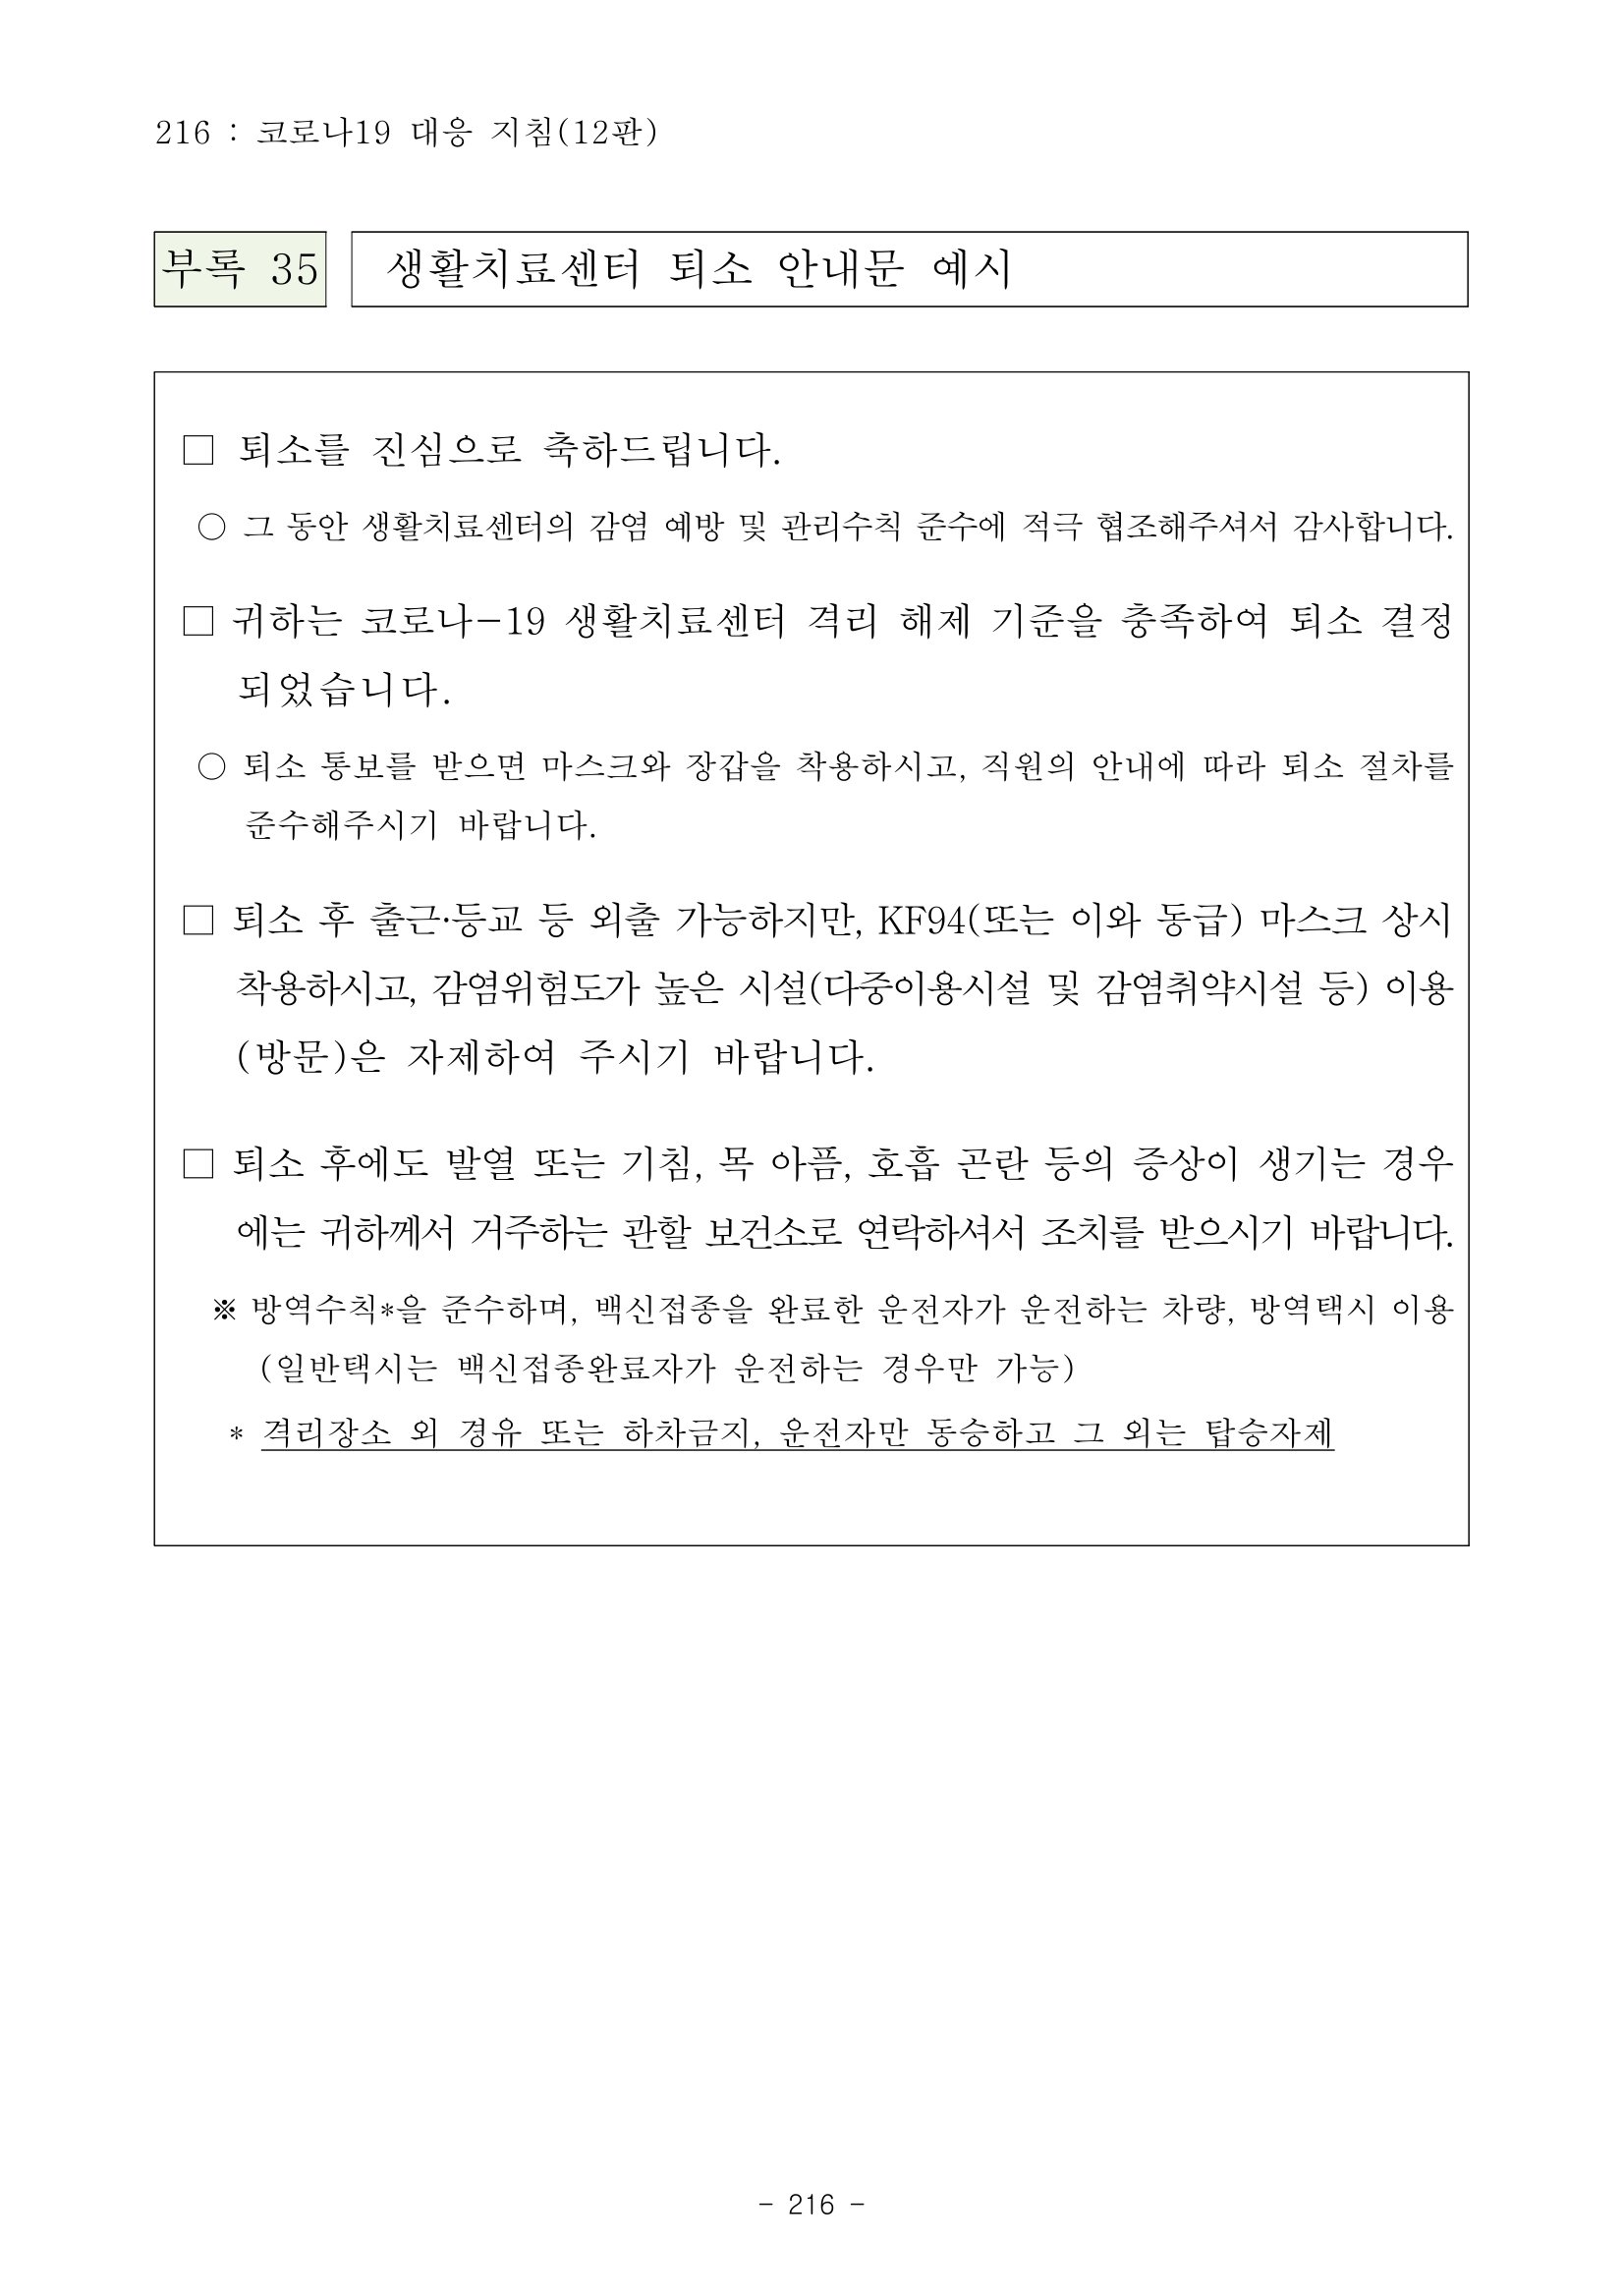 216 : 코로나19 대응 지침(12판)
부록 35 생활치료센터 퇴소 안내문 예시
□ 퇴소를 진심으로 축하드립니다.
○ 그 동안 생활치료센터의 감염 예방 및 관리수칙 준수에 적극 협조해주셔서 감사합니다.
□ 귀하는 코로나-19 생활치료센터 격리 해제 기준을 충족하여 퇴소 결정
되었습니다.
○ 퇴소 통보를 받으면 마스크와 장갑을 착용하시고, 직원의 안내에 따라 퇴소 절차를
준수해주시기 바랍니다.
□ 퇴소 후 출근·등교 등 외출 가능하지만, KF94(또는 이와 동급) 마스크 상시
착용하시고, 감염위험도가 높은 시설(다중이용시설 및 감염취약시설 등) 이용
(방문)은 자제하여 주시기 바랍니다.
□ 퇴소 후에도 발열 또는 기침, 목 아픔, 호흡 곤란 등의 증상이 생기는 경우
에는 귀하께서 거주하는 관할 보건소로 연락하셔서 조치를 받으시기 바랍니다.
※ 방역수칙*을 준수하며, 백신접종을 완료한 운전자가 운전하는 차량, 방역택시 이용
(일반택시는 백신접종완료자가 운전하는 경우만 가능)
* 격리장소 외 경유 또는 하차금지, 운전자만 동승하고 그 외는 탑승자제
- 216 -